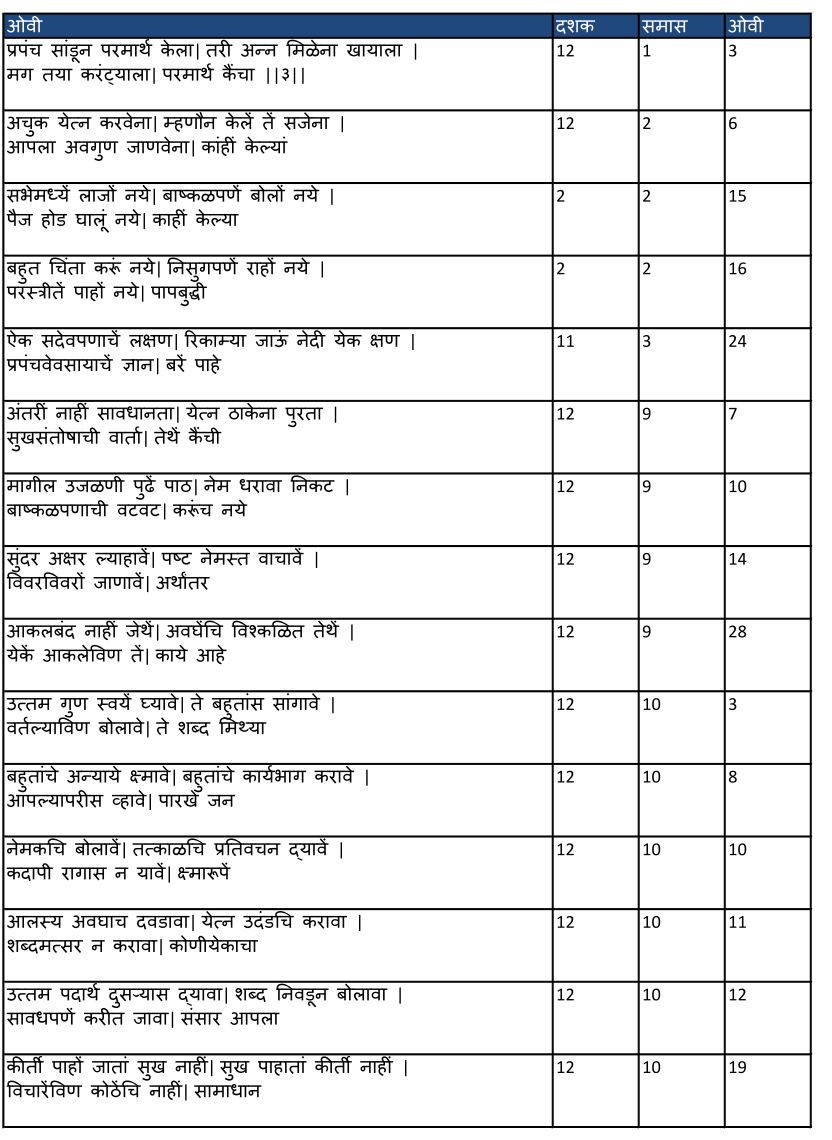 ओवी दशक समास ओवी
प्रपंच सांडून परमार्थ केला| तरी अन्न मिळेना खायाला | 12 1 3
मग तया करंट्याला| परमार्थ कैंचा ||३||
अचुक येत्न करवेना| म्हणौन केलें तें सजेना | 12 2 6
आपला अवगुण जाणवेना| कांहीं केल्यां
सभेमध्यें लाजों नये| बाष्कळपणें बोलों नये | 2 2 15
पैज होड घालूं नये| काहीं केल्या
बहुत चिंता करूं नये| निसुगपणें राहों नये | 2 2 16
परस्त्रीतें पाहों नये| पापबुद्धी
ऐक सदेवपणाचें लक्षण| रिकाम्या जाऊं नेदी येक क्षण | 11 3 24
प्रपंचवेवसायाचें ज्ञान| बरें पाहे
अंतरीं नाहीं सावधानता| येत्न ठाकेना पुरता | 12 9 7
सुखसंतोषाची वार्ता| तेथें कैंची
मागील उजळणी पुढें पाठ| नेम धरावा निकट | 12 9 10
बाष्कळपणाची वटवट| करूंच नये
सुंदर अक्षर ल्याहावें| पष्ट नेमस्त वाचावें | 12 9 14
विवरविवरों जाणावें| अर्थांतर
आकलबंद नाहीं जेथें| अवघेंचि विश्कळित तेथें | 12 9 28
येकें आकलेविण तें| काये आहे
उत्तम गुण स्वयें घ्यावे| ते बहुतांस सांगावे | 12 10 3
वर्तल्याविण बोलावे| ते शब्द मिथ्या
बहुतांचे अन्याये क्ष्मावे| बहुतांचे कार्यभाग करावे | 12 10 8
आपल्यापरीस व्हावे| पारखे जन
नेमकचि बोलावें| तत्काळचि प्रतिवचन द्यावें | 12 10 10
कदापी रागास न यावें| क्ष्मारूपें
आलस्य अवघाच दवडावा| येत्न उदंडचि करावा | 12 10 11
शब्दमत्सर न करावा| कोणीयेकाचा
उत्तम पदार्थ दुसऱ्यास द्यावा| शब्द निवडून बोलावा | 12 10 12
सावधपणें करीत जावा| संसार आपला
कीर्ती पाहों जातां सुख नाहीं| सुख पाहातां कीर्ती नाहीं | 12 10 19
विचारेंविण कोठेंचि नाहीं| सामाधान